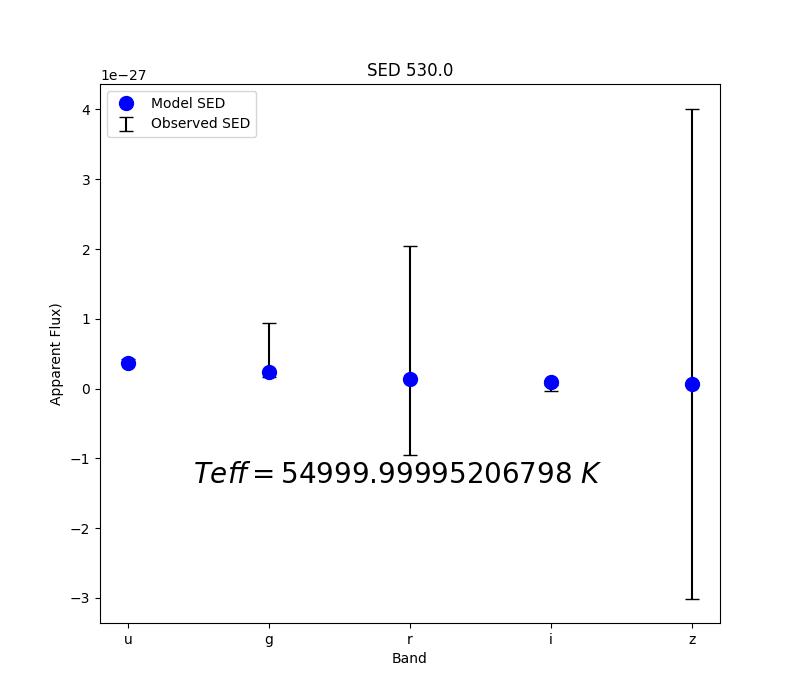 SED 530.0
1e−27
Model SED
Observed SED
4
3
2
1
0
−1
−2
−3
Apparent Flux)
Teff = 54999.99995206798 K
u g r i z
Band